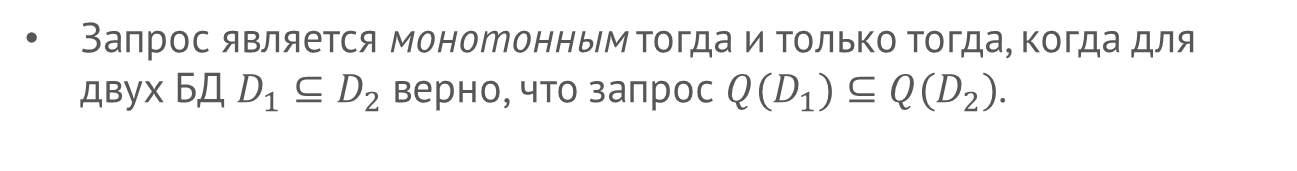 • Запрос является монотонным тогда и только тогда, когда для
двух БД D₁ ⊆ D₂ верно, что запрос Q(D₁) ⊆ Q(D₂).